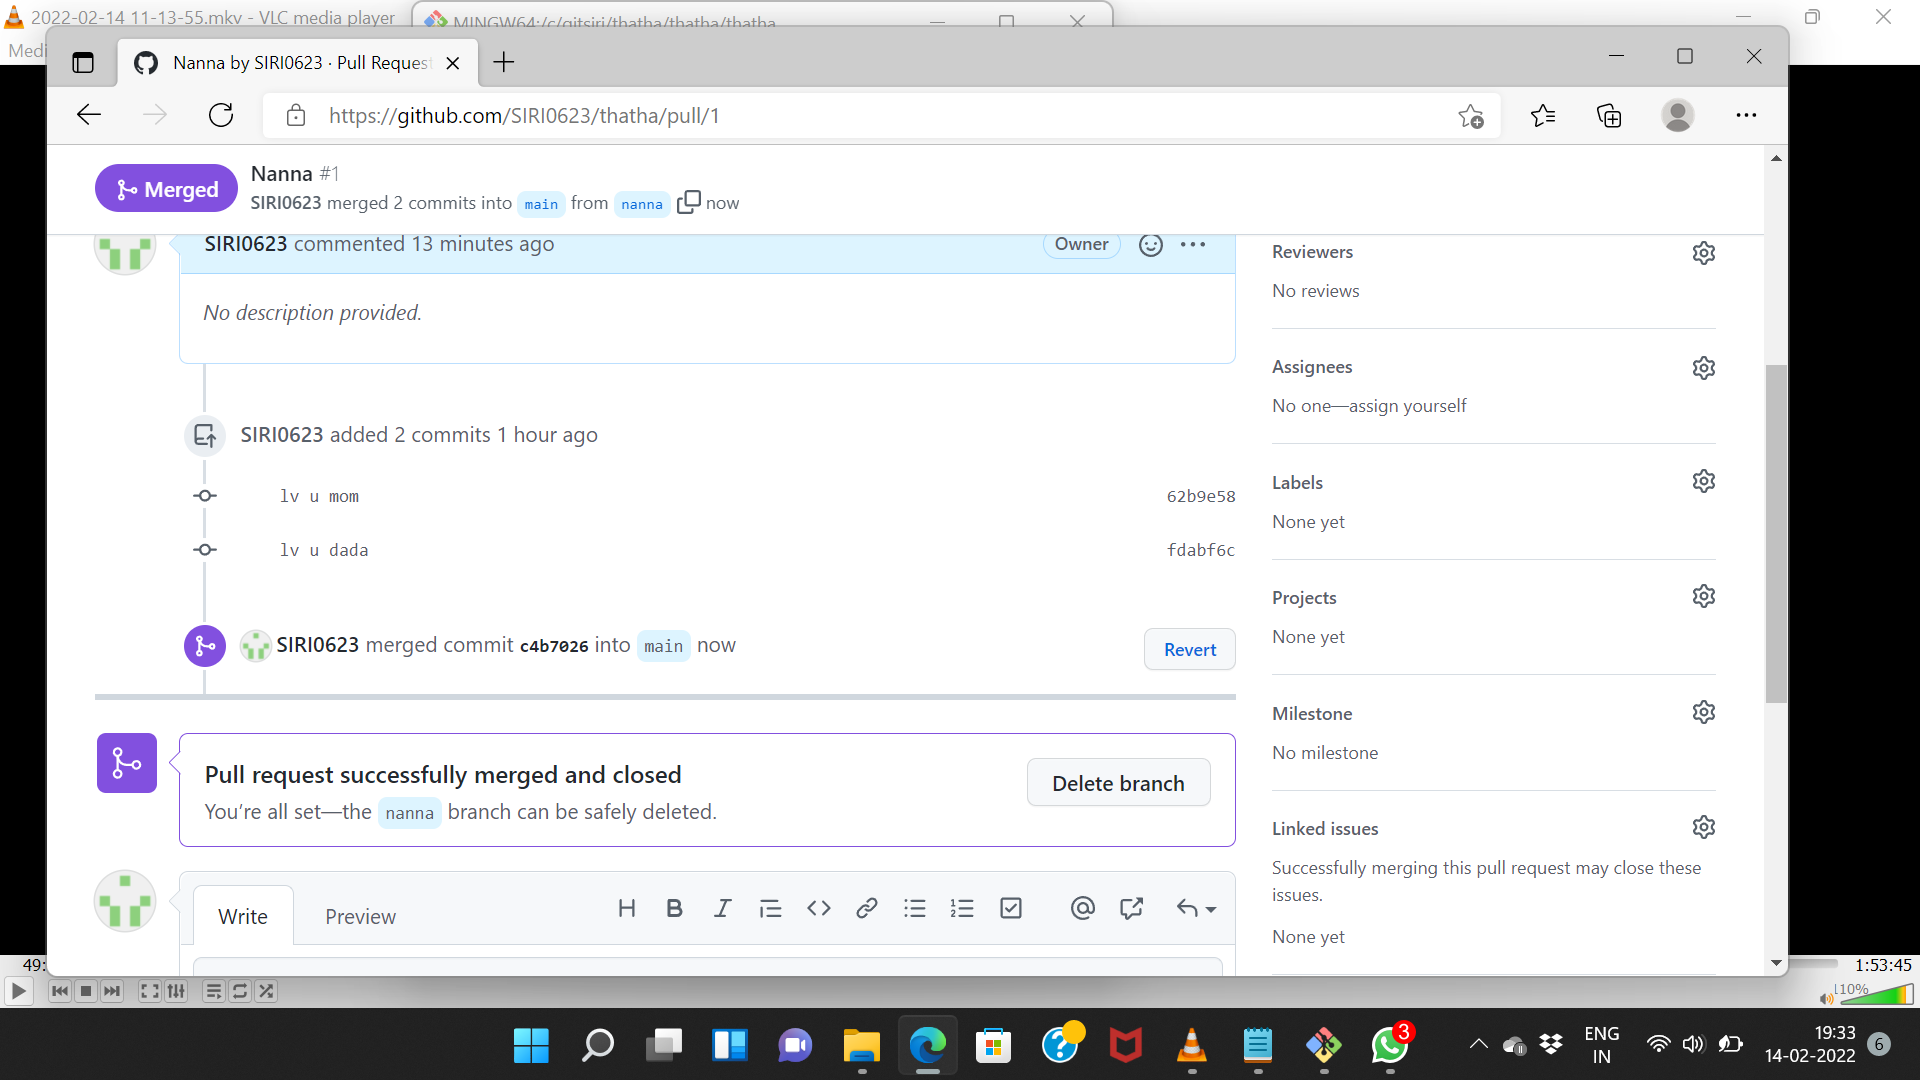 2022-02-14 11-13-55.mkv - VLC media player
MINGW64:/c/gitsiri/thatha/thatha/thatha
Medi
Nanna by SIRI0623 · Pull Reques
https://github.com/SIRI0623/thatha/pull/1
Merged
Nanna #1
SIRI0623 merged 2 commits into main from nanna now
SIRI0623 commented 13 minutes ago
Owner
No description provided.
SIRI0623 added 2 commits 1 hour ago
lv u mom 62b9e58
lv u dada fdabf6c
SIRI0623 merged commit c4b7026 into main now
Revert
Pull request successfully merged and closed
You're all set—the nanna branch can be safely deleted.
Delete branch
Write Preview
Reviewers
No reviews
Assignees
No one—assign yourself
Labels
None yet
Projects
None yet
Milestone
No milestone
Linked issues
Successfully merging this pull request may close these
issues.
None yet
49:
1:53:45
110%
3
ENG
IN
19:33
14-02-2022
6